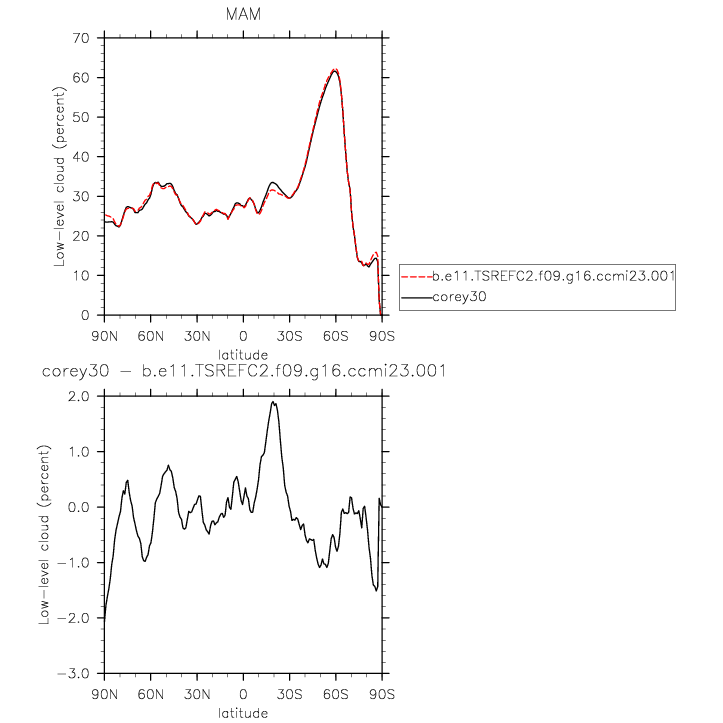 MAM
Low-level cloud (percent)
70
60
50
40
30
20
10
0
90N 60N 30N 0 30S 60S 90S
latitude
b.e11.TSREFC2.f09.g16.ccmi23.001
corey30
corey30 - b.e11.TSREFC2.f09.g16.ccmi23.001
Low-level cloud (percent)
2.0
1.0
0.0
-1.0
-2.0
-3.0
90N 60N 30N 0 30S 60S 90S
latitude